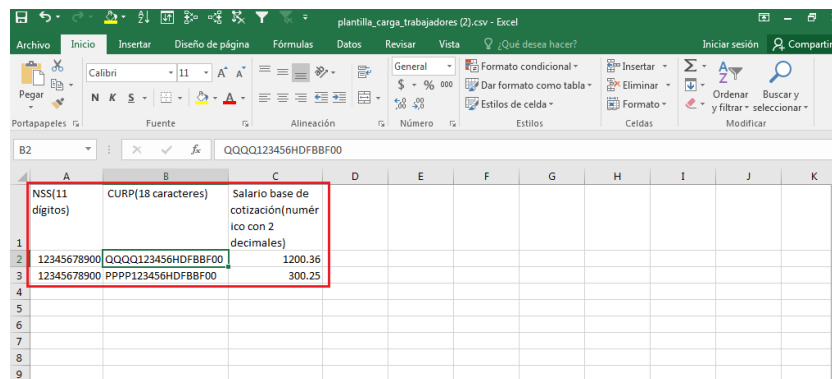 plantilla_carga_trabajadores (2).csv - Excel
Archivo Inicio Insertar Diseño de página Fórmulas Datos Revisar Vista ¿Qué desea hacer? Iniciar sesión Compartir
Pegar
Calibri 11 A A
N K S A
General
$ % 000
Formato condicional
Dar formato como tabla
Estilos de celda
Insertar
Eliminar
Formato
Ordenar y filtrar
Buscar y seleccionar
Portapapeles Fuente Alineación Número Estilos Celdas Modificar
B2 fx QQQQ123456HDFBBF00
A B C D E F G H I J K
1 NSS(11 dígitos) CURP(18 caracteres) Salario base de cotización(numérico con 2 decimales)
2 12345678900 QQQQ123456HDFBBF00 1200.36
3 12345678900 PPPP123456HDFBBF00 300.25
4
5
6
7
8
9